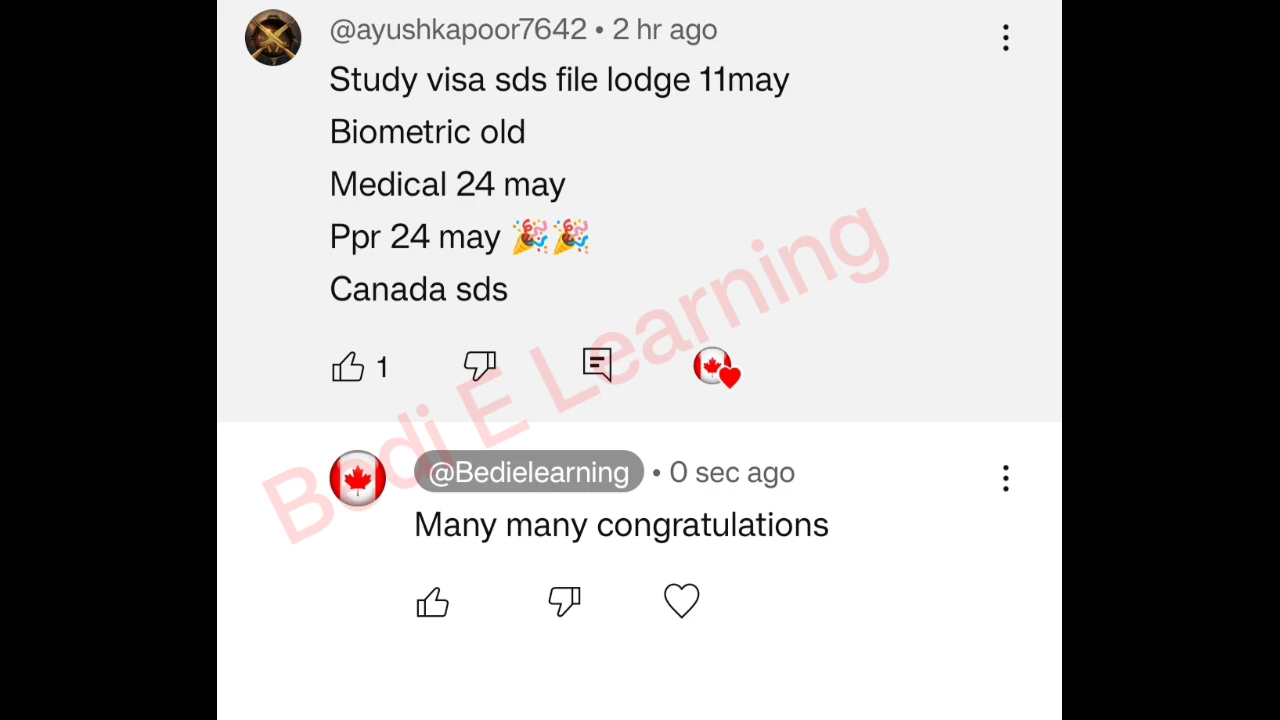 @ayushkapoor7642 • 2 hr ago
Study visa sds file lodge 11may
Biometric old
Medical 24 may
Ppr 24 may 🎉🎉
Canada sds
1
@Bedielearning • 0 sec ago
Many many congratulations
Bedi E Learning